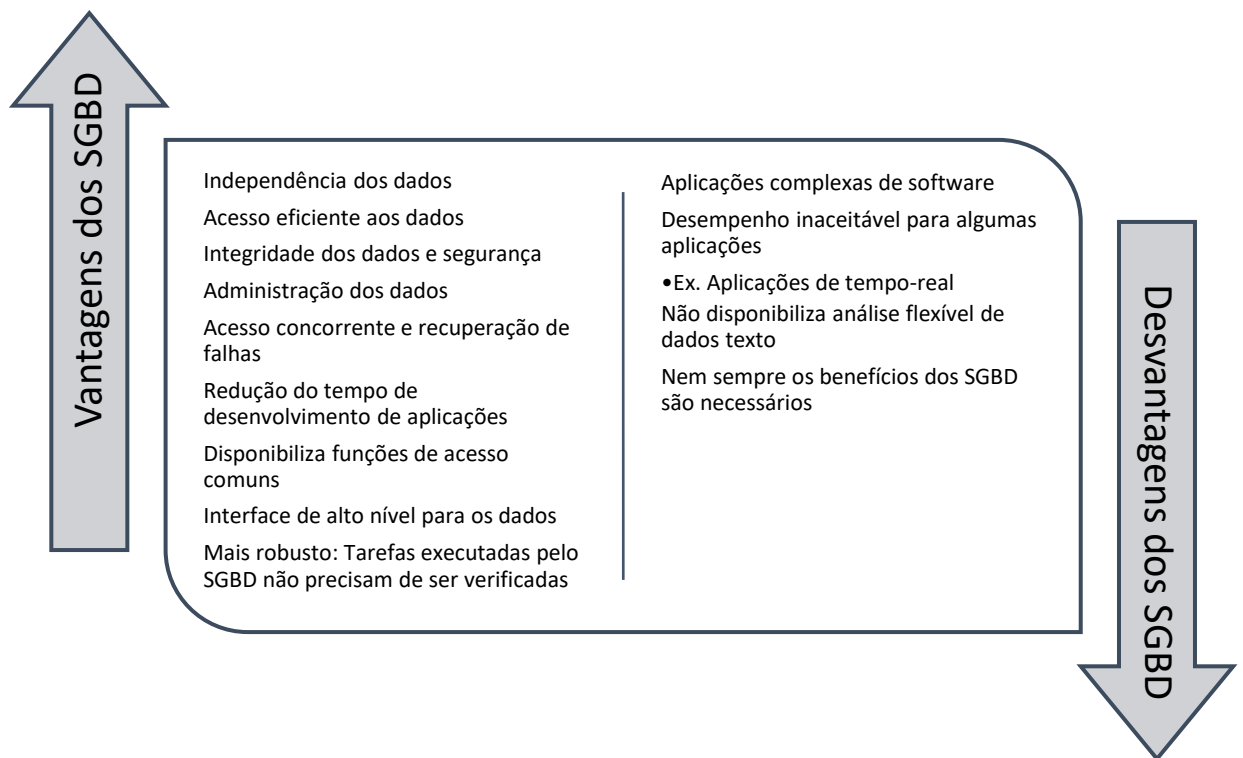 Vantagens dos SGBD
Independência dos dados
Acesso eficiente aos dados
Integridade dos dados e segurança
Administração dos dados
Acesso concorrente e recuperação de
falhas
Redução do tempo de
desenvolvimento de aplicações
Disponibiliza funções de acesso
comuns
Interface de alto nível para os dados
Mais robusto: Tarefas executadas pelo
SGBD não precisam de ser verificadas
Aplicações complexas de software
Desempenho inaceitável para algumas
aplicações
•Ex. Aplicações de tempo-real
Não disponibiliza análise flexível de
dados texto
Nem sempre os benefícios dos SGBD
são necessários
Desvantagens dos SGBD